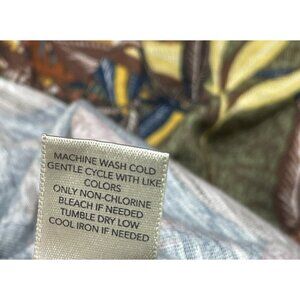 MACHINE WASH COLD
GENTLE CYCLE WITH LIKE
COLORS
ONLY NON-CHLORINE
BLEACH IF NEEDED
TUMBLE DRY LOW
COOL IRON IF NEEDED